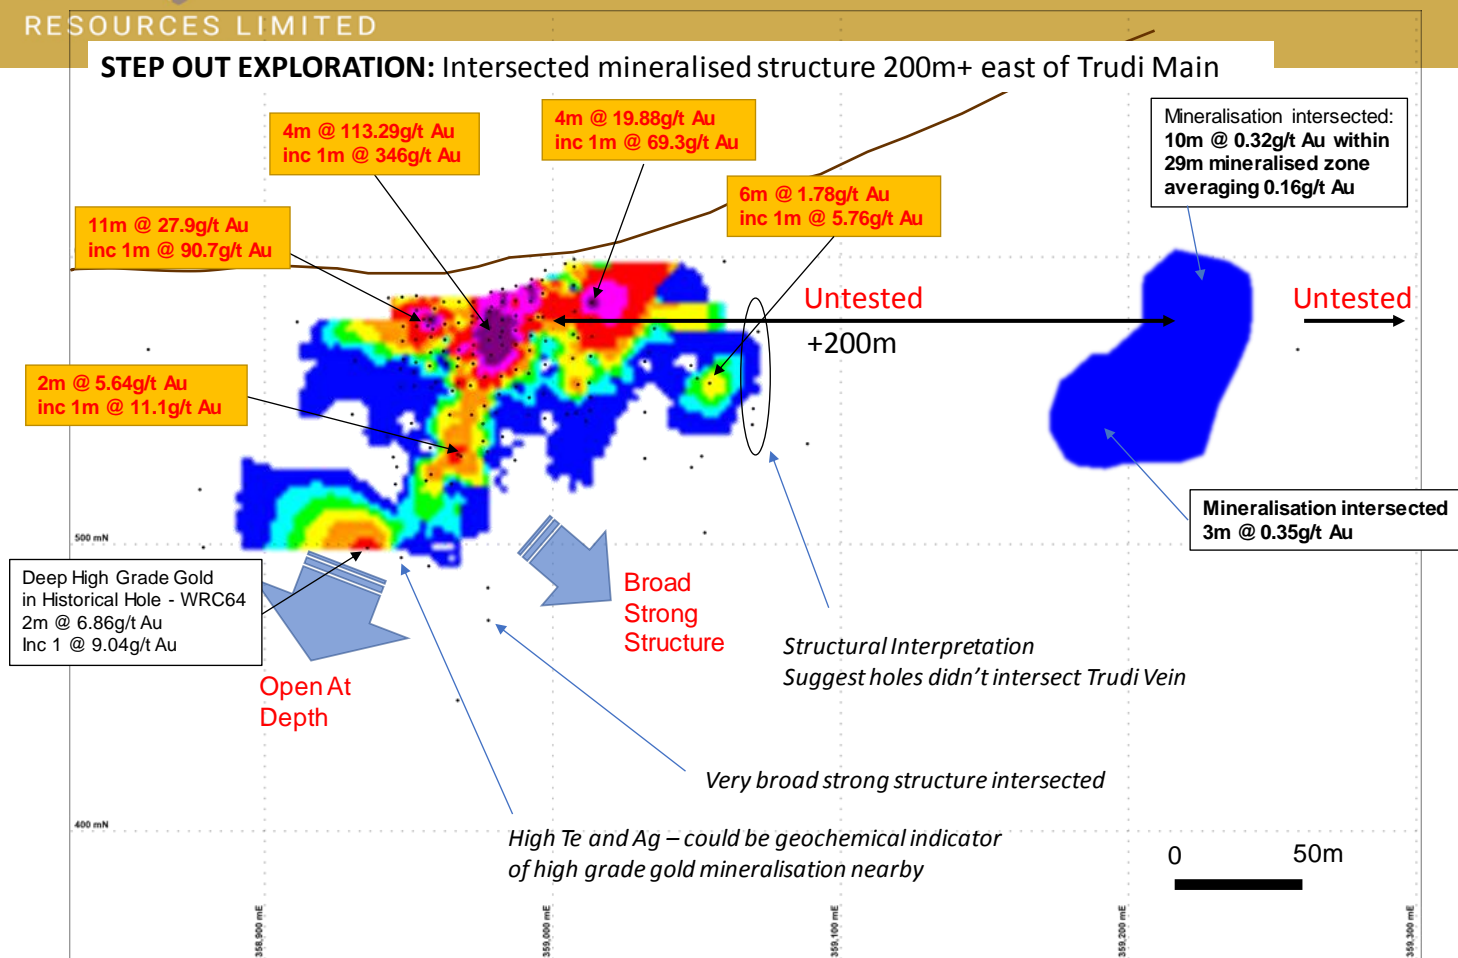 RESOURCES LIMITED
STEP OUT EXPLORATION: Intersected mineralised structure 200m+ east of Trudi Main
4m @ 113.29g/t Au
inc 1m @ 346g/t Au
4m @ 19.88g/t Au
inc 1m @ 69.3g/t Au
Mineralisation intersected:
10m @ 0.32g/t Au within
29m mineralised zone
averaging 0.16g/t Au
6m @ 1.78g/t Au
inc 1m @ 5.76g/t Au
11m @ 27.9g/t Au
inc 1m @ 90.7g/t Au
Untested
Untested
+200m
2m @ 5.64g/t Au
inc 1m @ 11.1g/t Au
Mineralisation intersected
3m @ 0.35g/t Au
500 mN
Deep High Grade Gold
in Historical Hole - WRC64
2m @ 6.86g/t Au
Inc 1 @ 9.04g/t Au
Broad
Strong
Structure
Structural Interpretation
Suggest holes didn't intersect Trudi Vein
Open At
Depth
Very broad strong structure intersected
400 mN
High Te and Ag – could be geochemical indicator
of high grade gold mineralisation nearby
0 50m
358,900 mE
359,000 mE
359,100 mE
359,200 mE
359,300 mE